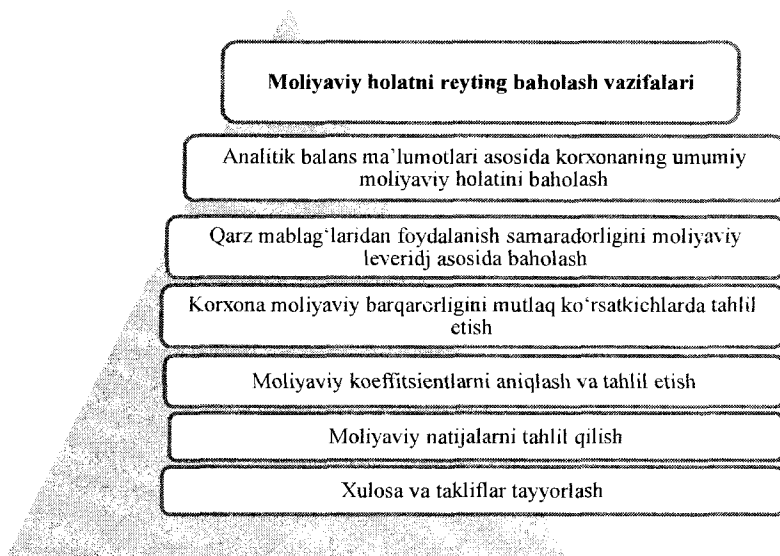 Moliyaviy holatni reyting baholash vazifalari
Analitik balans ma`lumotlari asosida korxonaning umumiy
moliyaviy holatini baholash
Qarz mablag‘laridan foydalanish samaradorligini moliyaviy
leveridj asosida baholash
Korxona moliyaviy barqarorligini mutlaq ko‘rsatkichlarda tahlil
etish
Moliyaviy koeffitsientlarni aniqlash va tahlil etish
Moliyaviy natijalarni tahlil qilish
Xulosa va takliflar tayyorlash